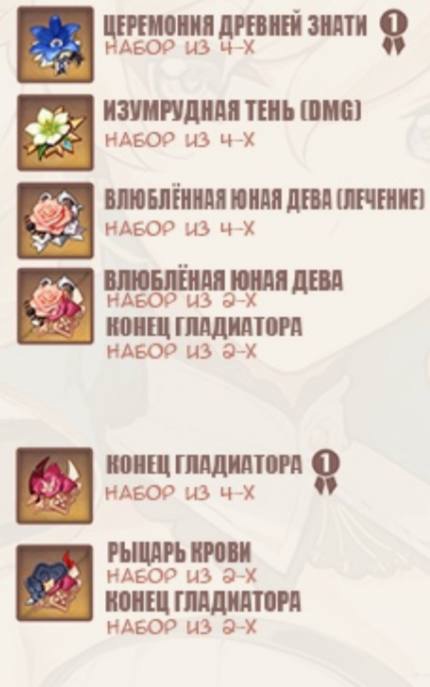 ЦЕРЕМОНИЯ ДРЕВНЕЙ ЗНАТИ 1
НАБОР ИЗ 4-Х
ИЗУМРУДНАЯ ТЕНЬ (DMG)
НАБОР ИЗ 4-Х
ВЛЮБЛЁННАЯ ЮНАЯ ДЕВА (ЛЕЧЕНИЕ)
НАБОР ИЗ 4-Х
ВЛЮБЛЁНАЯ ЮНАЯ ДЕВА
НАБОР ИЗ 2-Х
КОНЕЦ ГЛАДИАТОРА
НАБОР ИЗ 2-Х
КОНЕЦ ГЛАДИАТОРА 1
НАБОР ИЗ 4-Х
РЫЦАРЬ КРОВИ
НАБОР ИЗ 2-Х
КОНЕЦ ГЛАДИАТОРА
НАБОР ИЗ 2-Х